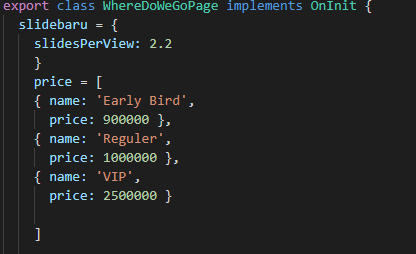 export class WhereDoWeGoPage implements OnInit {
slidebaru = {
slidesPerView: 2.2
}
price = [
{ name: 'Early Bird',
price: 900000 },
{ name: 'Reguler',
price: 1000000 },
{ name: 'VIP',
price: 2500000 }
]